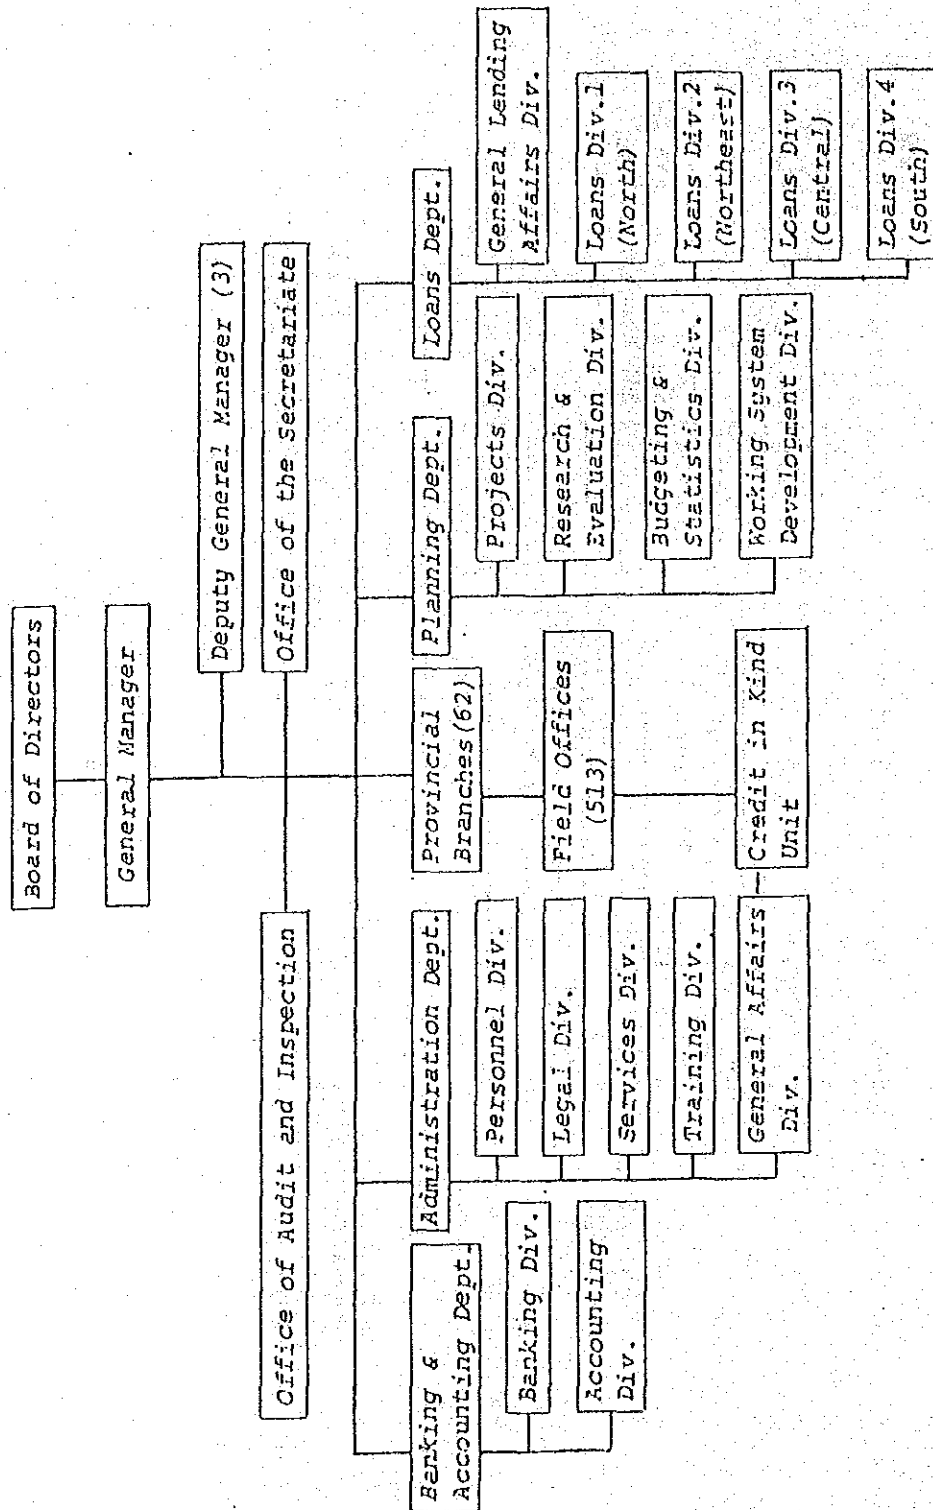 Board of Directors
General Manager
Deputy General Manager (3)
Office of Audit and Inspection
Office of the Secretariate
Banking &
Accounting Dept.
Banking Div.
Accounting
Div.
Administration Dept.
Personnel Div.
Legal Div.
Services Div.
Training Div.
General Affairs
Div.
Provincial
Branches(62)
Field Offices
(513)
Credit in Kind
Unit
Planning Dept.
Projects Div.
Research &
Evaluation Div.
Budgeting &
Statistics Div.
Working System
Development Div.
Loans Dept.
General Lending
Affairs Div.
Loans Div.1
(North)
Loans Div.2
(Northeast)
Loans Div.3
(Central)
Loans Div.4
(South)